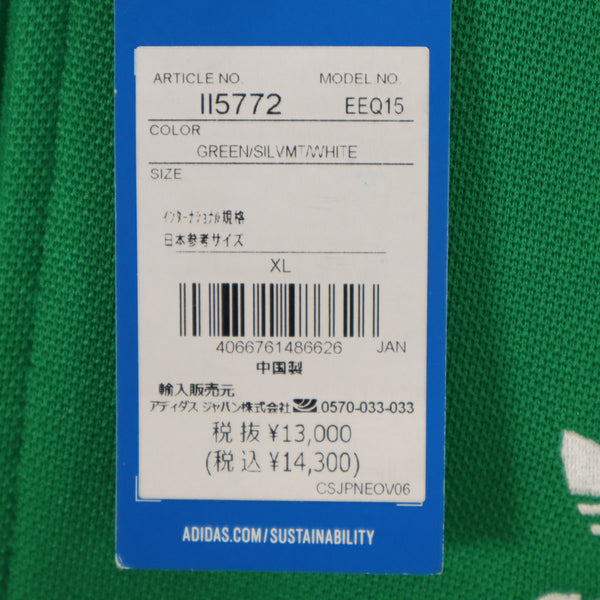 ARTICLE NO. MODEL NO.
II5772 EEQ15
COLOR
GREEN/SILVMT/WHITE
SIZE
インターナショナル規格
日本参考サイズ
XL
4066761486626 JAN
中国製
輸入販売元
アディダス ジャパン株式会社 0570-033-033
税抜 ¥13,000
(税込 ¥14,300)
CSJPNEOV06
ADIDAS.COM/SUSTAINABILITY